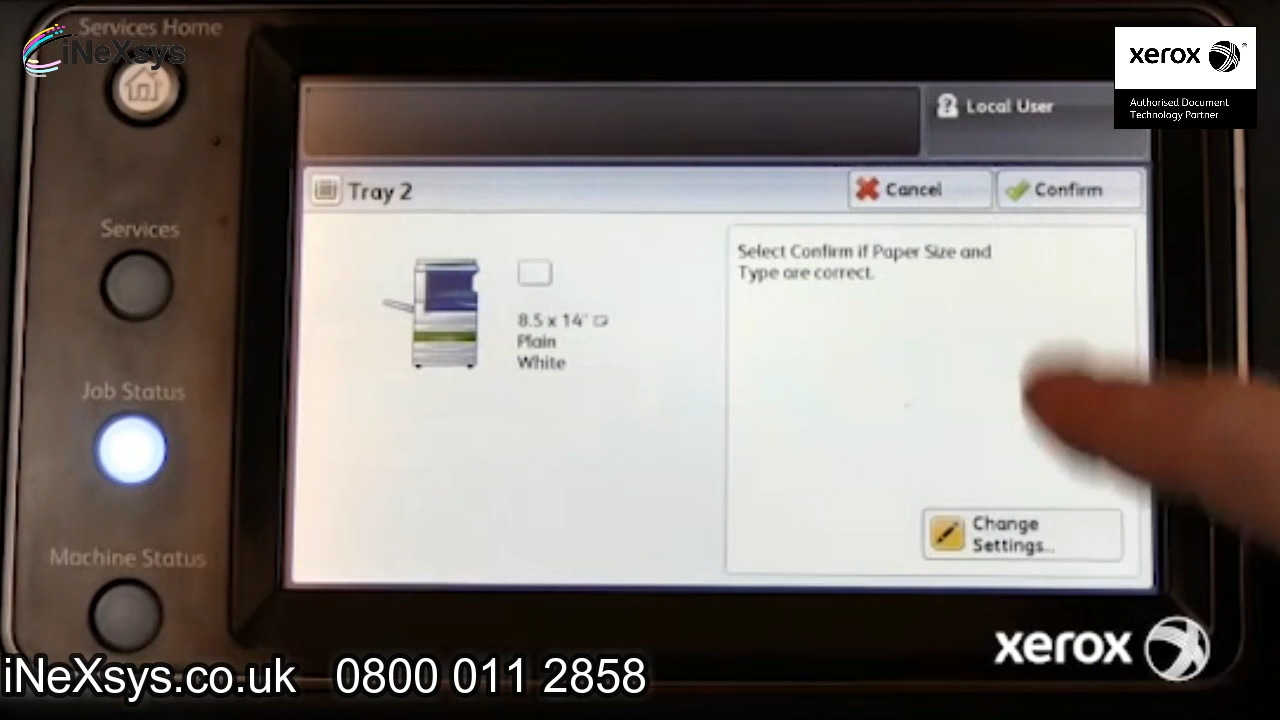 Services Home
iNeXsys
xerox
Authorised Document
Technology Partner
Local User
Tray 2
Cancel
Confirm
Services
Select Confirm if Paper Size and
Type are correct.
8.5 x 14"
Plain
White
Job Status
Change
Settings...
Machine Status
xerox
iNeXsys.co.uk 0800 011 2858